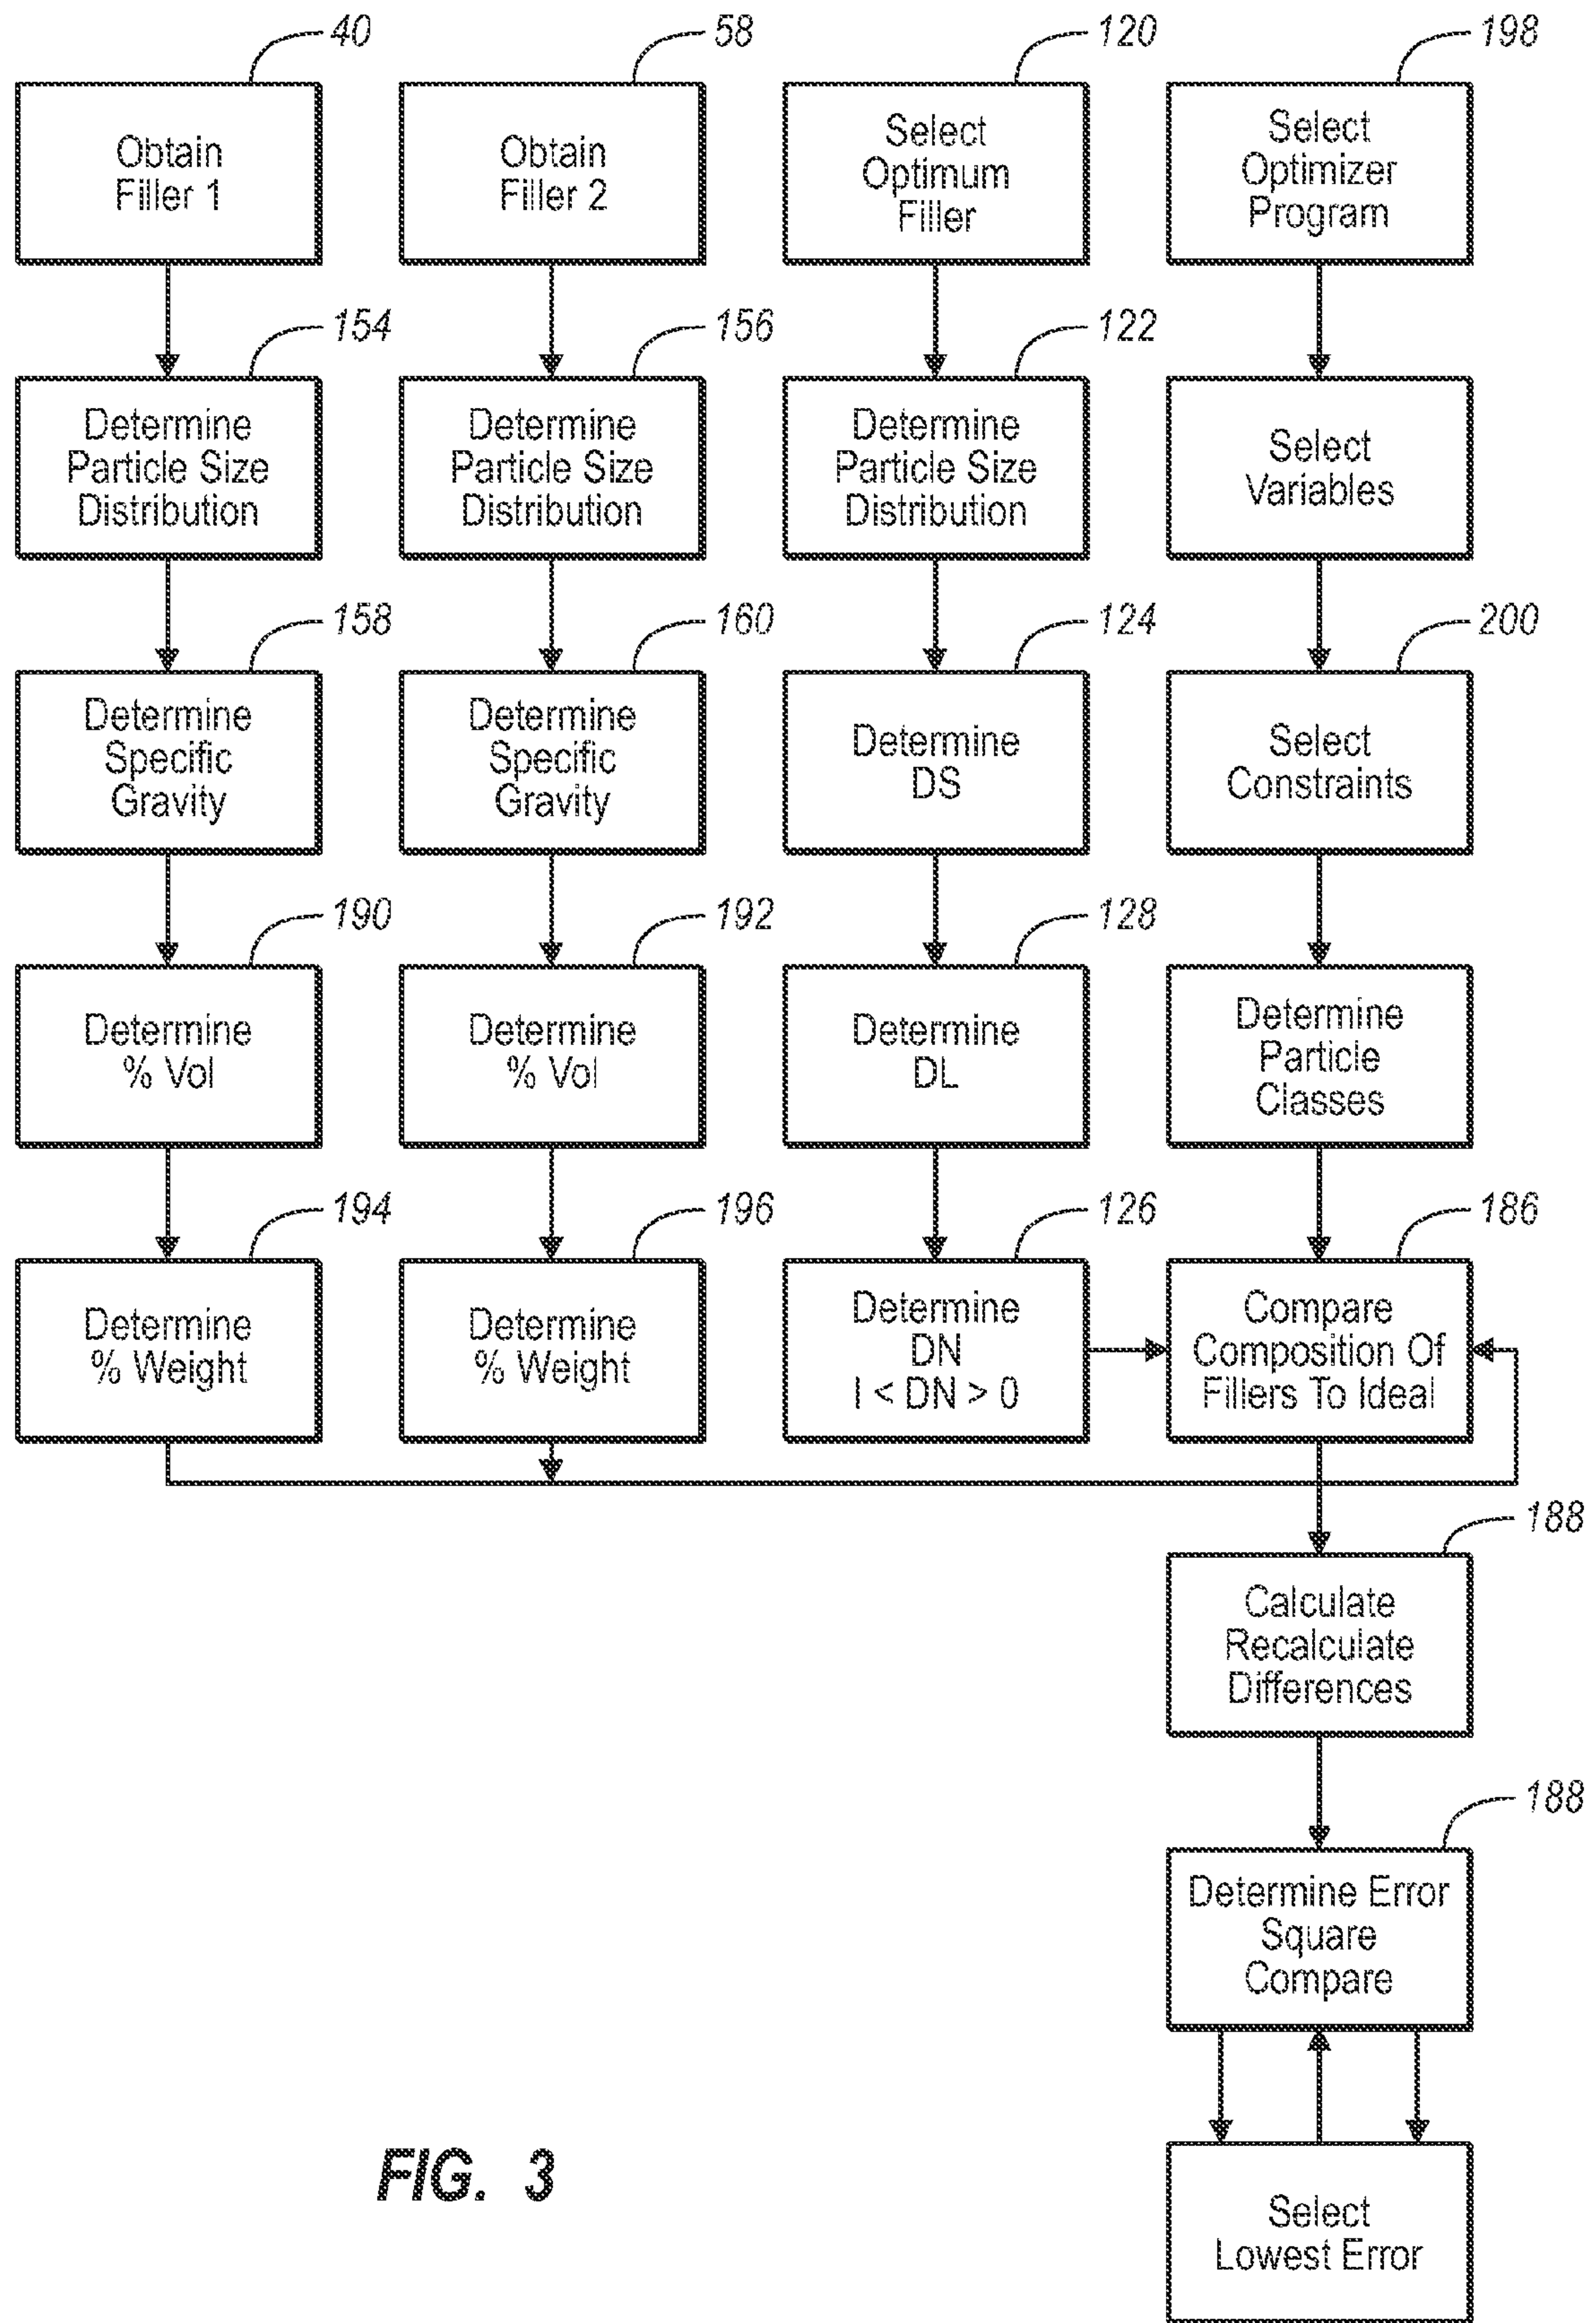 40
58
120
198
Obtain
Filler 1
Obtain
Filler 2
Select
Optimum
Filler
Select
Optimizer
Program
154
156
122
Determine
Particle Size
Distribution
Determine
Particle Size
Distribution
Determine
Particle Size
Distribution
Select
Variables
158
160
124
200
Determine
Specific
Gravity
Determine
Specific
Gravity
Determine
DS
Select
Constraints
190
192
128
Determine
% Vol
Determine
% Vol
Determine
DL
Determine
Particle
Classes
194
196
126
186
Determine
% Weight
Determine
% Weight
Determine
DN
I < DN > 0
Compare
Composition Of
Fillers To Ideal
188
Calculate
Recalculate
Differences
188
Determine Error
Square
Compare
Select
Lowest Error
FIG. 3